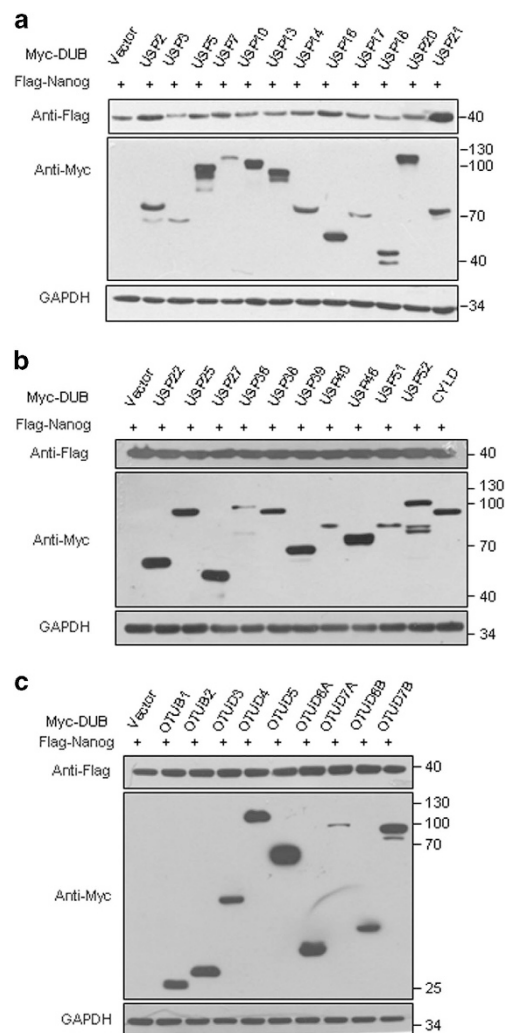 a
Myc-DUB Vector USP2 USP3 USP5 USP7 USP10 USP13 USP14 USP16 USP17 USP18 USP20 USP21
Flag-Nanog + + + + + + + + + + + + +
Anti-Flag 40
Anti-Myc 130
100
70
40
GAPDH 34
b
Myc-DUB Vector USP22 USP25 USP27 USP36 USP38 USP39 USP40 USP46 USP51 USP52 CYLD
Flag-Nanog + + + + + + + + + + + +
Anti-Flag 40
130
100
Anti-Myc 70
40
GAPDH 34
c
Myc-DUB Vector OTUB1 OTUB2 OTUD3 OTUD4 OTUD5 OTUD6A OTUD7A OTUD6B OTUD7B
Flag-Nanog + + + + + + + + + +
Anti-Flag 40
130
100
70
Anti-Myc
25
GAPDH 34